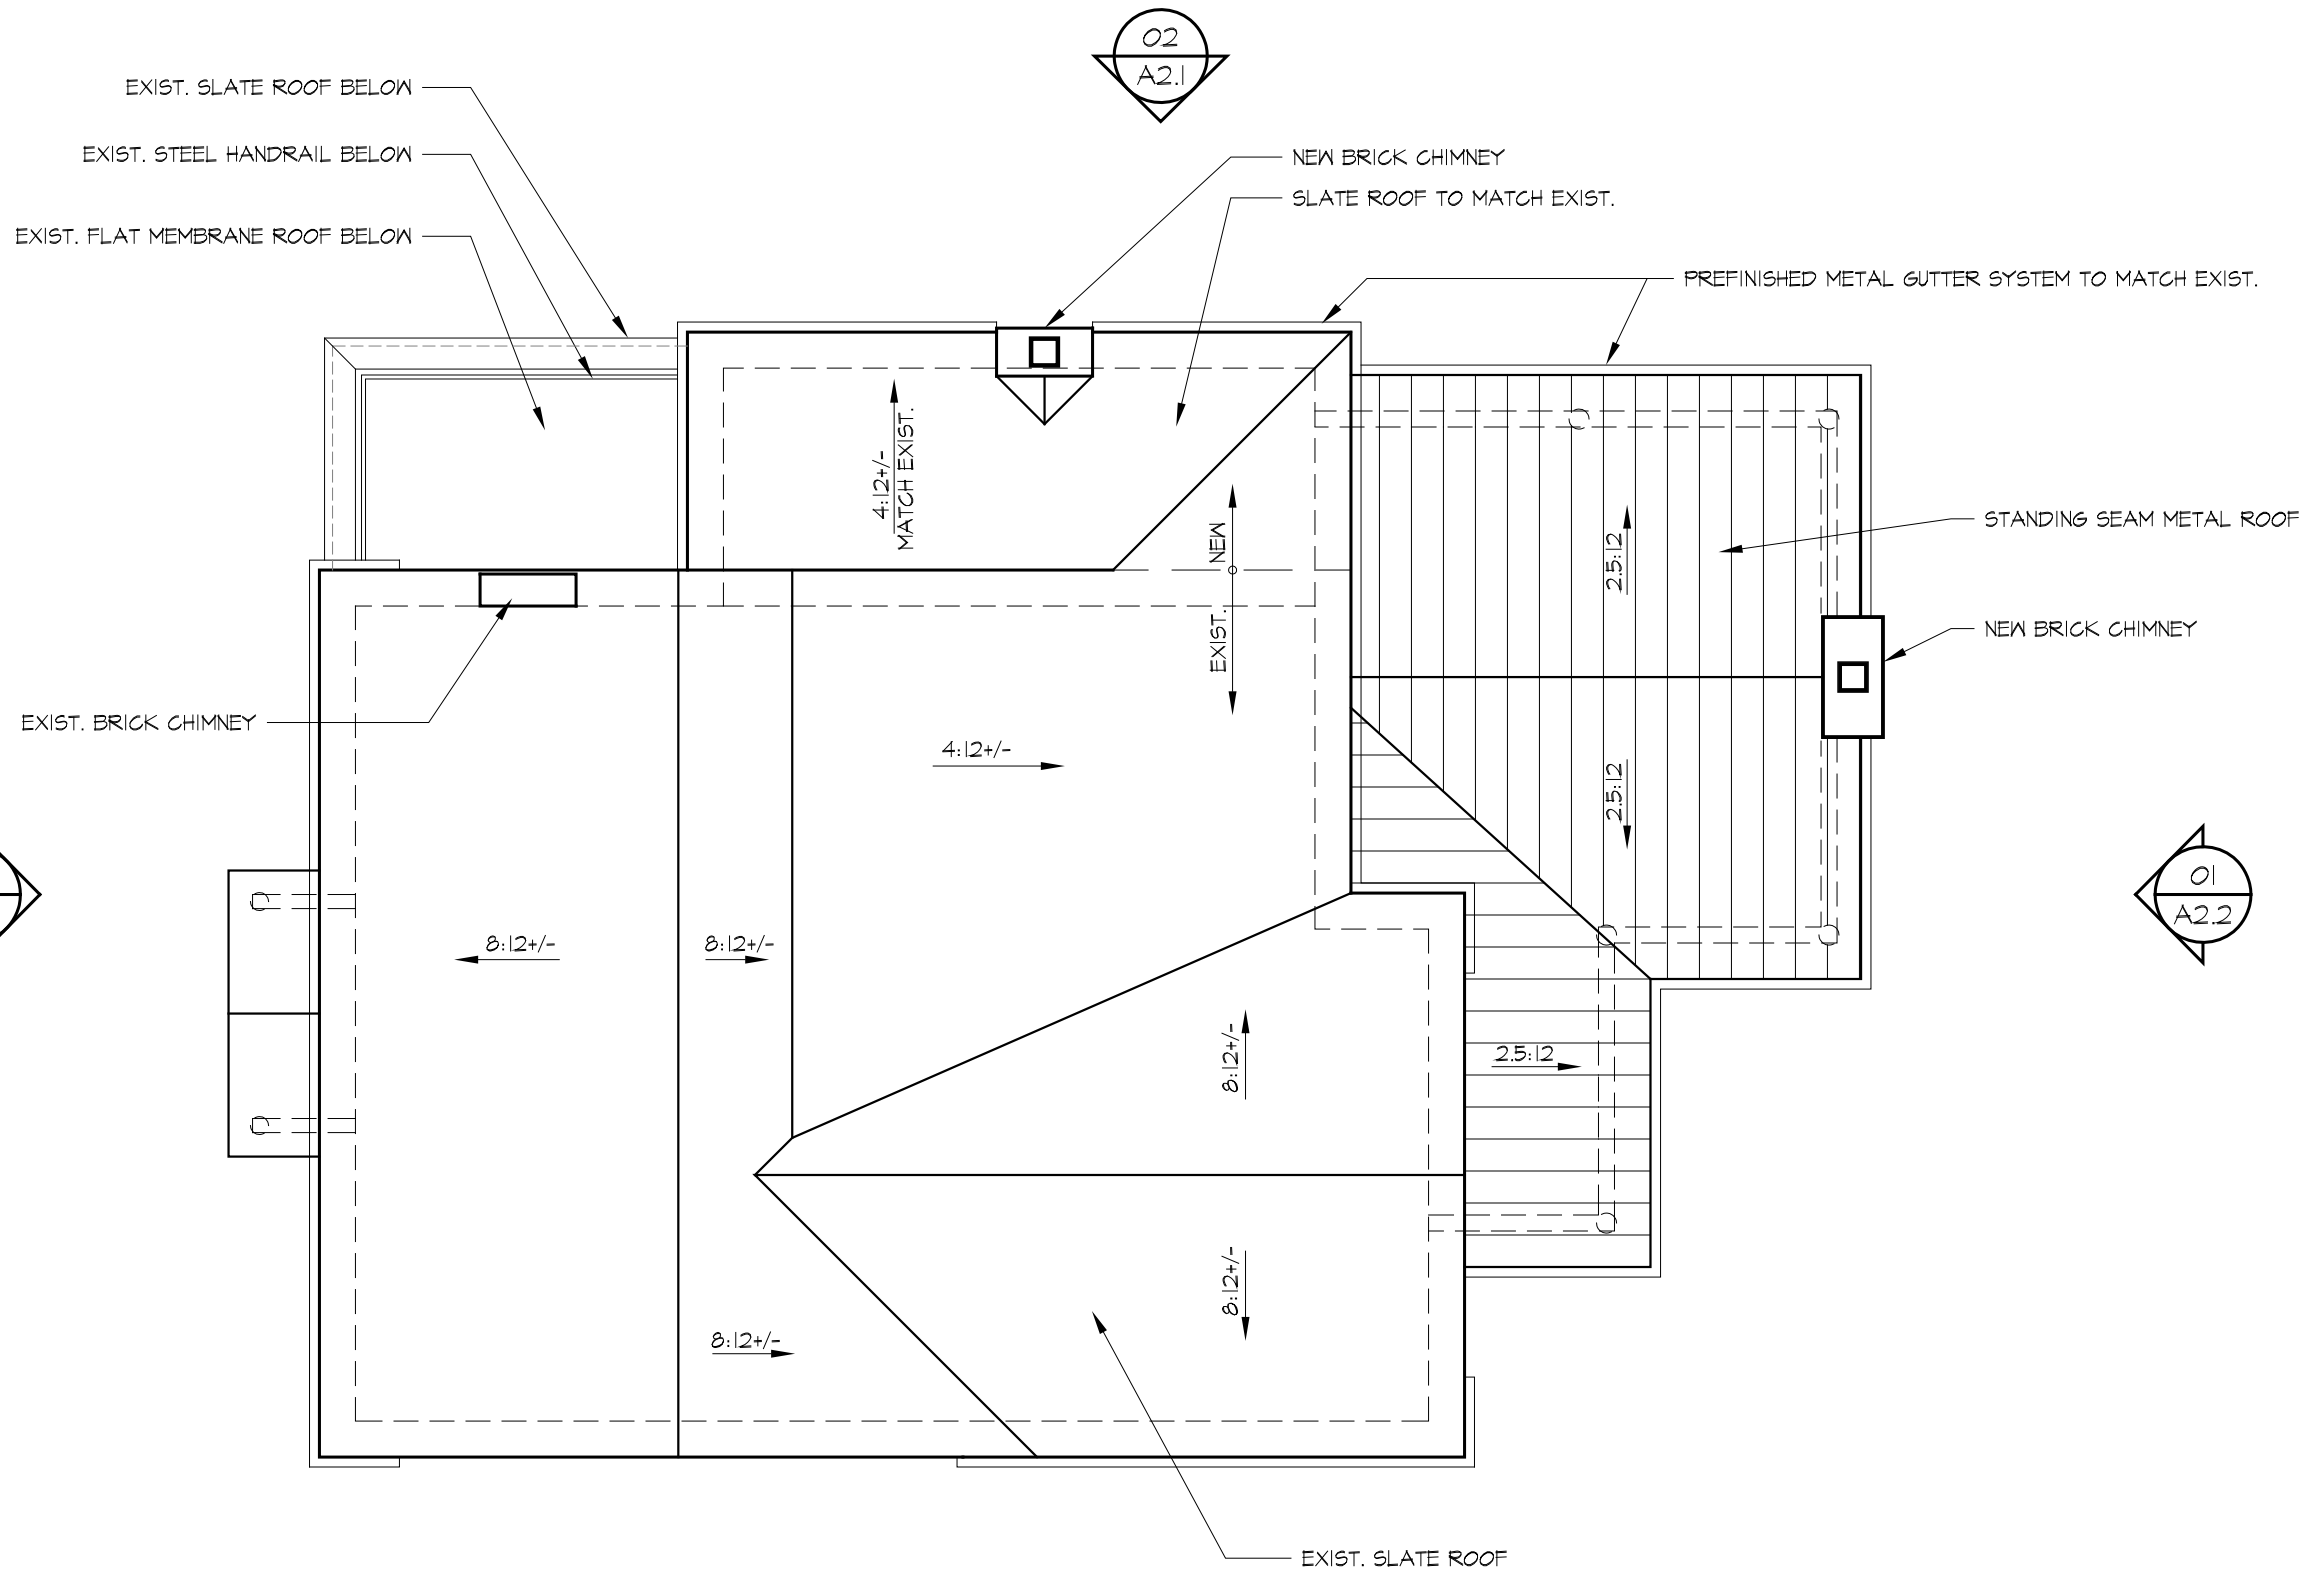 02
A2.1
EXIST. SLATE ROOF BELOW
EXIST. STEEL HANDRAIL BELOW
NEW BRICK CHIMNEY
SLATE ROOF TO MATCH EXIST.
EXIST. FLAT MEMBRANE ROOF BELOW
PREFINISHED METAL GUTTER SYSTEM TO MATCH EXIST.
4:12+/-
MATCH EXIST.
NEW
EXIST.
2.5:12
STANDING SEAM METAL ROOF
NEW BRICK CHIMNEY
EXIST. BRICK CHIMNEY
4:12+/-
2.5:12
01
A2.2
8:12+/-
8:12+/-
8:12+/-
2.5:12
8:12+/-
8:12+/-
EXIST. SLATE ROOF